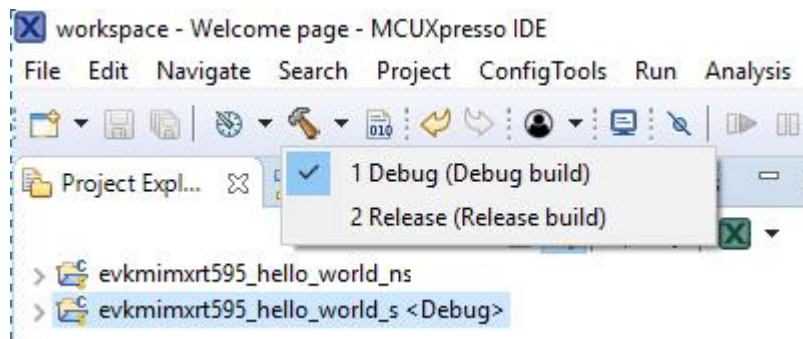 workspace - Welcome page - MCUXpresso IDE
File Edit Navigate Search Project ConfigTools Run Analysis
010
Project Expl...
1 Debug (Debug build)
2 Release (Release build)
evkmimxrt595_hello_world_ns
evkmimxrt595_hello_world_s <Debug>